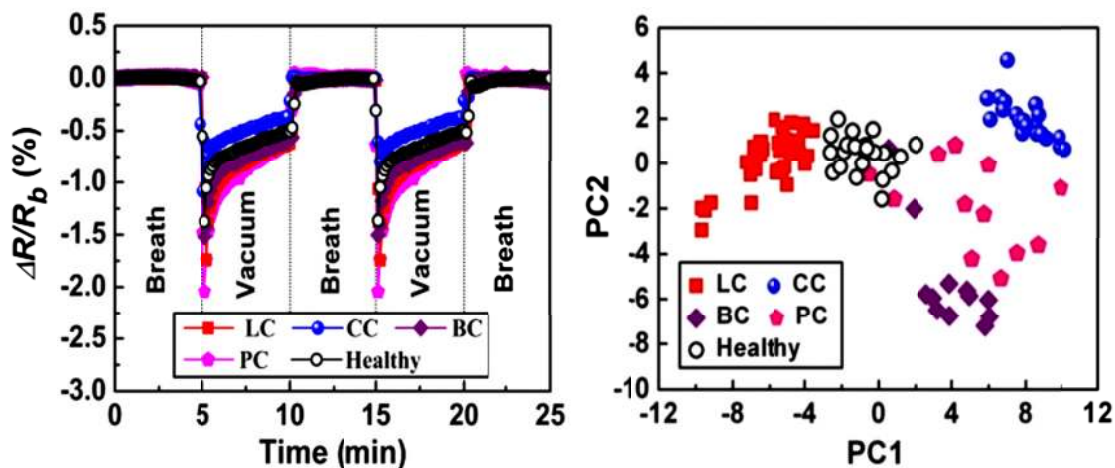 0.5
0.0
-0.5
-1.0
-1.5
-2.0
-2.5
-3.0
ΔR/R_b (%)
Breath
Vacuum
Breath
Vacuum
Breath
LC CC BC
PC Healthy
0 5 10 15 20 25
Time (min)
6
4
2
0
-2
-4
-6
-8
-10
PC2
LC CC
BC PC
Healthy
-12 -8 -4 0 4 8 12
PC1